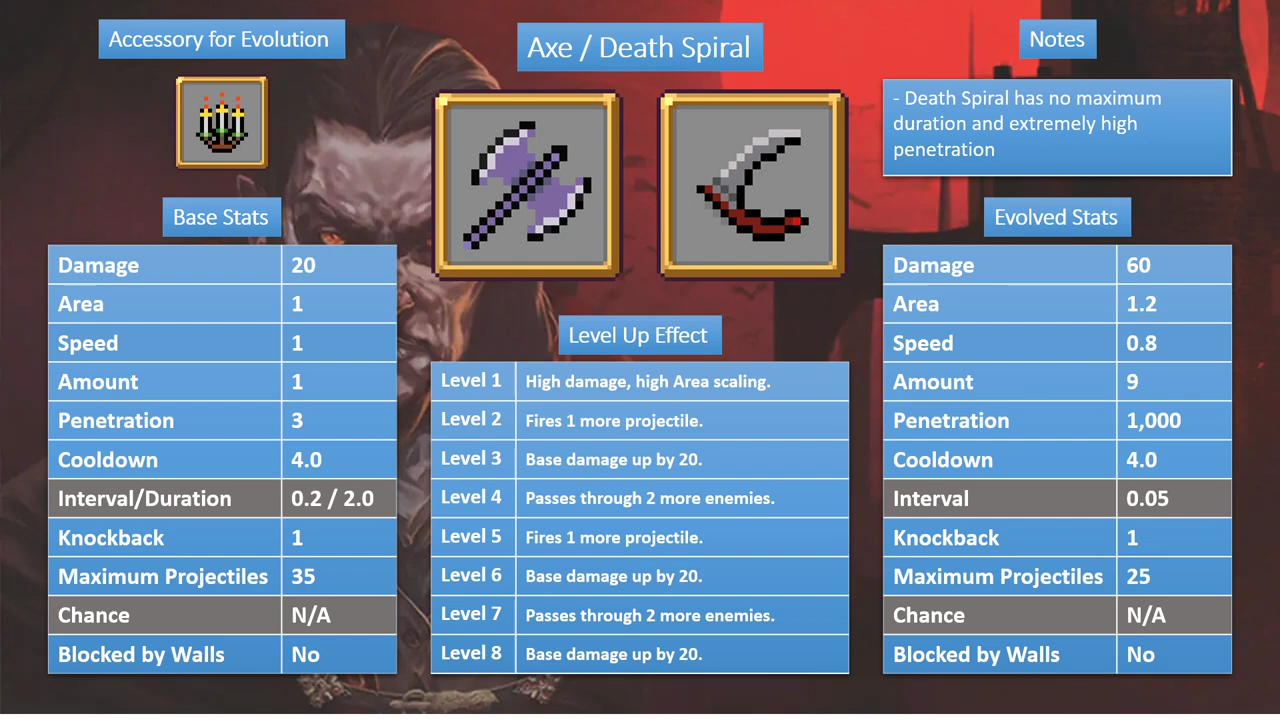 Accessory for Evolution
Axe / Death Spiral
Notes
- Death Spiral has no maximum
duration and extremely high
penetration
Base Stats
Damage 20
Area 1
Speed 1
Amount 1
Penetration 3
Cooldown 4.0
Interval/Duration 0.2 / 2.0
Knockback 1
Maximum Projectiles 35
Chance N/A
Blocked by Walls No
Level Up Effect
Level 1 High damage, high Area scaling.
Level 2 Fires 1 more projectile.
Level 3 Base damage up by 20.
Level 4 Passes through 2 more enemies.
Level 5 Fires 1 more projectile.
Level 6 Base damage up by 20.
Level 7 Passes through 2 more enemies.
Level 8 Base damage up by 20.
Evolved Stats
Damage 60
Area 1.2
Speed 0.8
Amount 9
Penetration 1,000
Cooldown 4.0
Interval 0.05
Knockback 1
Maximum Projectiles 25
Chance N/A
Blocked by Walls No